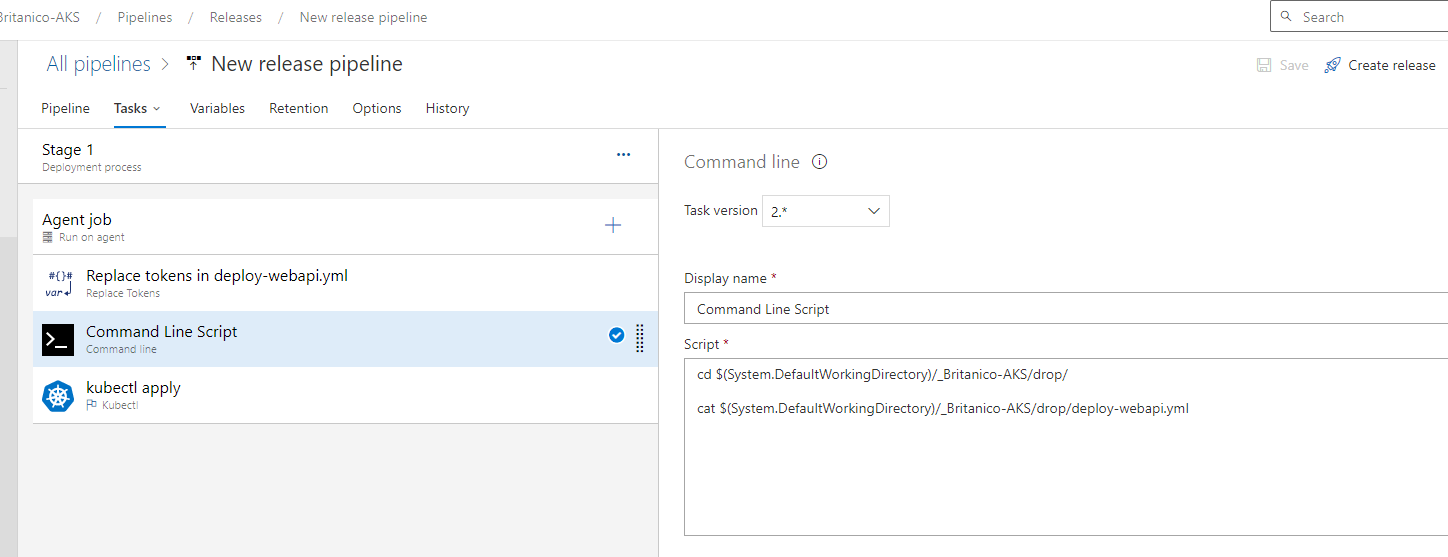 Britanico-AKS / Pipelines / Releases / New release pipeline
Search
All pipelines > New release pipeline
Save Create release
Pipeline Tasks Variables Retention Options History
Stage 1
Deployment process
...
Agent job
Run on agent
+
#{}#
var
Replace tokens in deploy-webapi.yml
Replace Tokens
>_
Command Line Script
Command line
kubectl apply
Kubectl
Command line
Task version 2.*
Display name *
Command Line Script
Script *
cd $(System.DefaultWorkingDirectory)/_Britanico-AKS/drop/
cat $(System.DefaultWorkingDirectory)/_Britanico-AKS/drop/deploy-webapi.yml